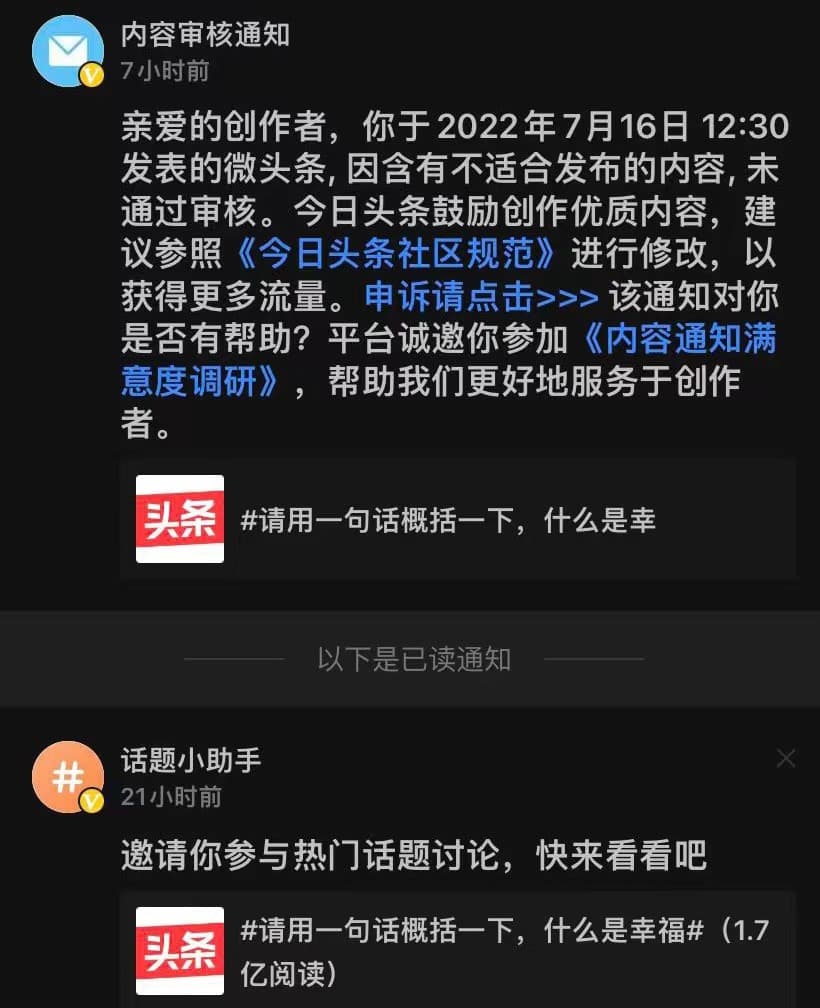 内容审核通知
7小时前
亲爱的创作者，你于2022年7月16日 12:30
发表的微头条, 因含有不适合发布的内容, 未
通过审核。今日头条鼓励创作优质内容，建
议参照《今日头条社区规范》进行修改，以
获得更多流量。申诉请点击>>> 该通知对你
是否有帮助？平台诚邀你参加《内容通知满
意度调研》，帮助我们更好地服务于创作
者。
头条
#请用一句话概括一下，什么是幸
以下是已读通知
话题小助手
21小时前
邀请你参与热门话题讨论，快来看看吧
头条
#请用一句话概括一下，什么是幸福#（1.7
亿阅读）